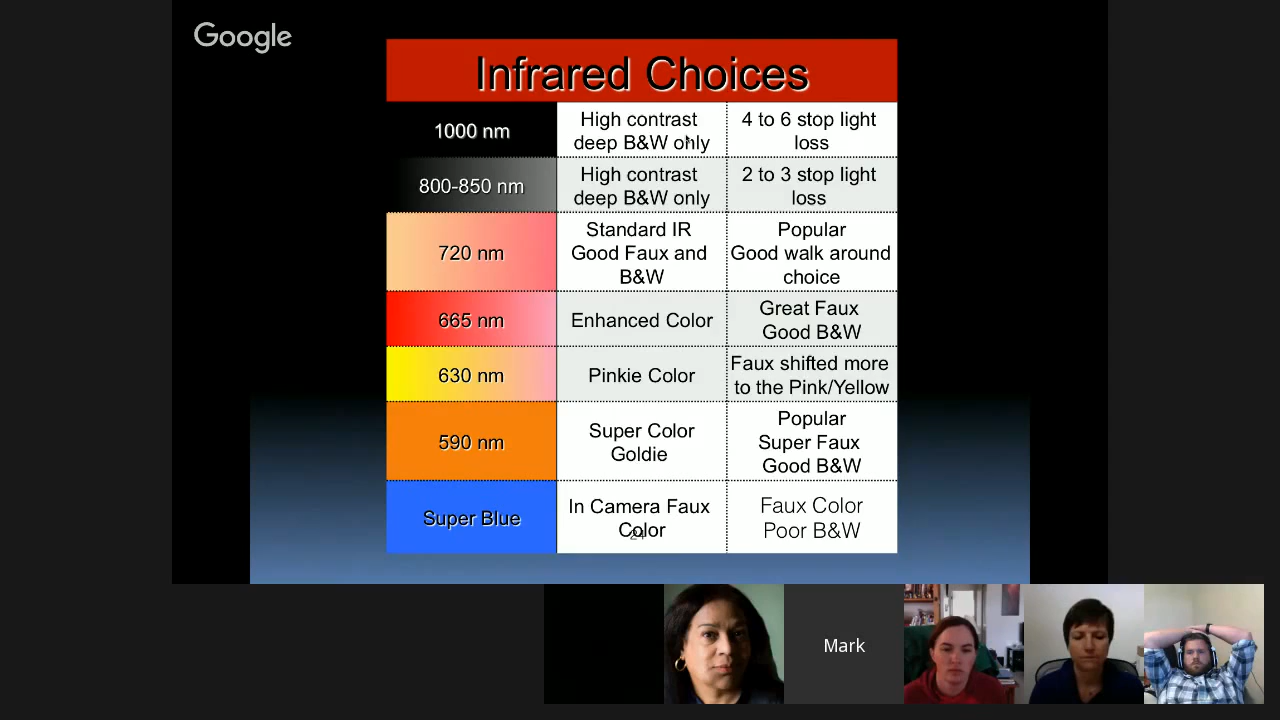 Google
Infrared Choices
1000 nm
High contrast
deep B&W only
4 to 6 stop light
loss
800-850 nm
High contrast
deep B&W only
2 to 3 stop light
loss
720 nm
Standard IR
Good Faux and
B&W
Popular
Good walk around
choice
665 nm
Enhanced Color
Great Faux
Good B&W
630 nm
Pinkie Color
Faux shifted more
to the Pink/Yellow
590 nm
Super Color
Goldie
Popular
Super Faux
Good B&W
Super Blue
In Camera Faux
Color
24
Faux Color
Poor B&W
Mark